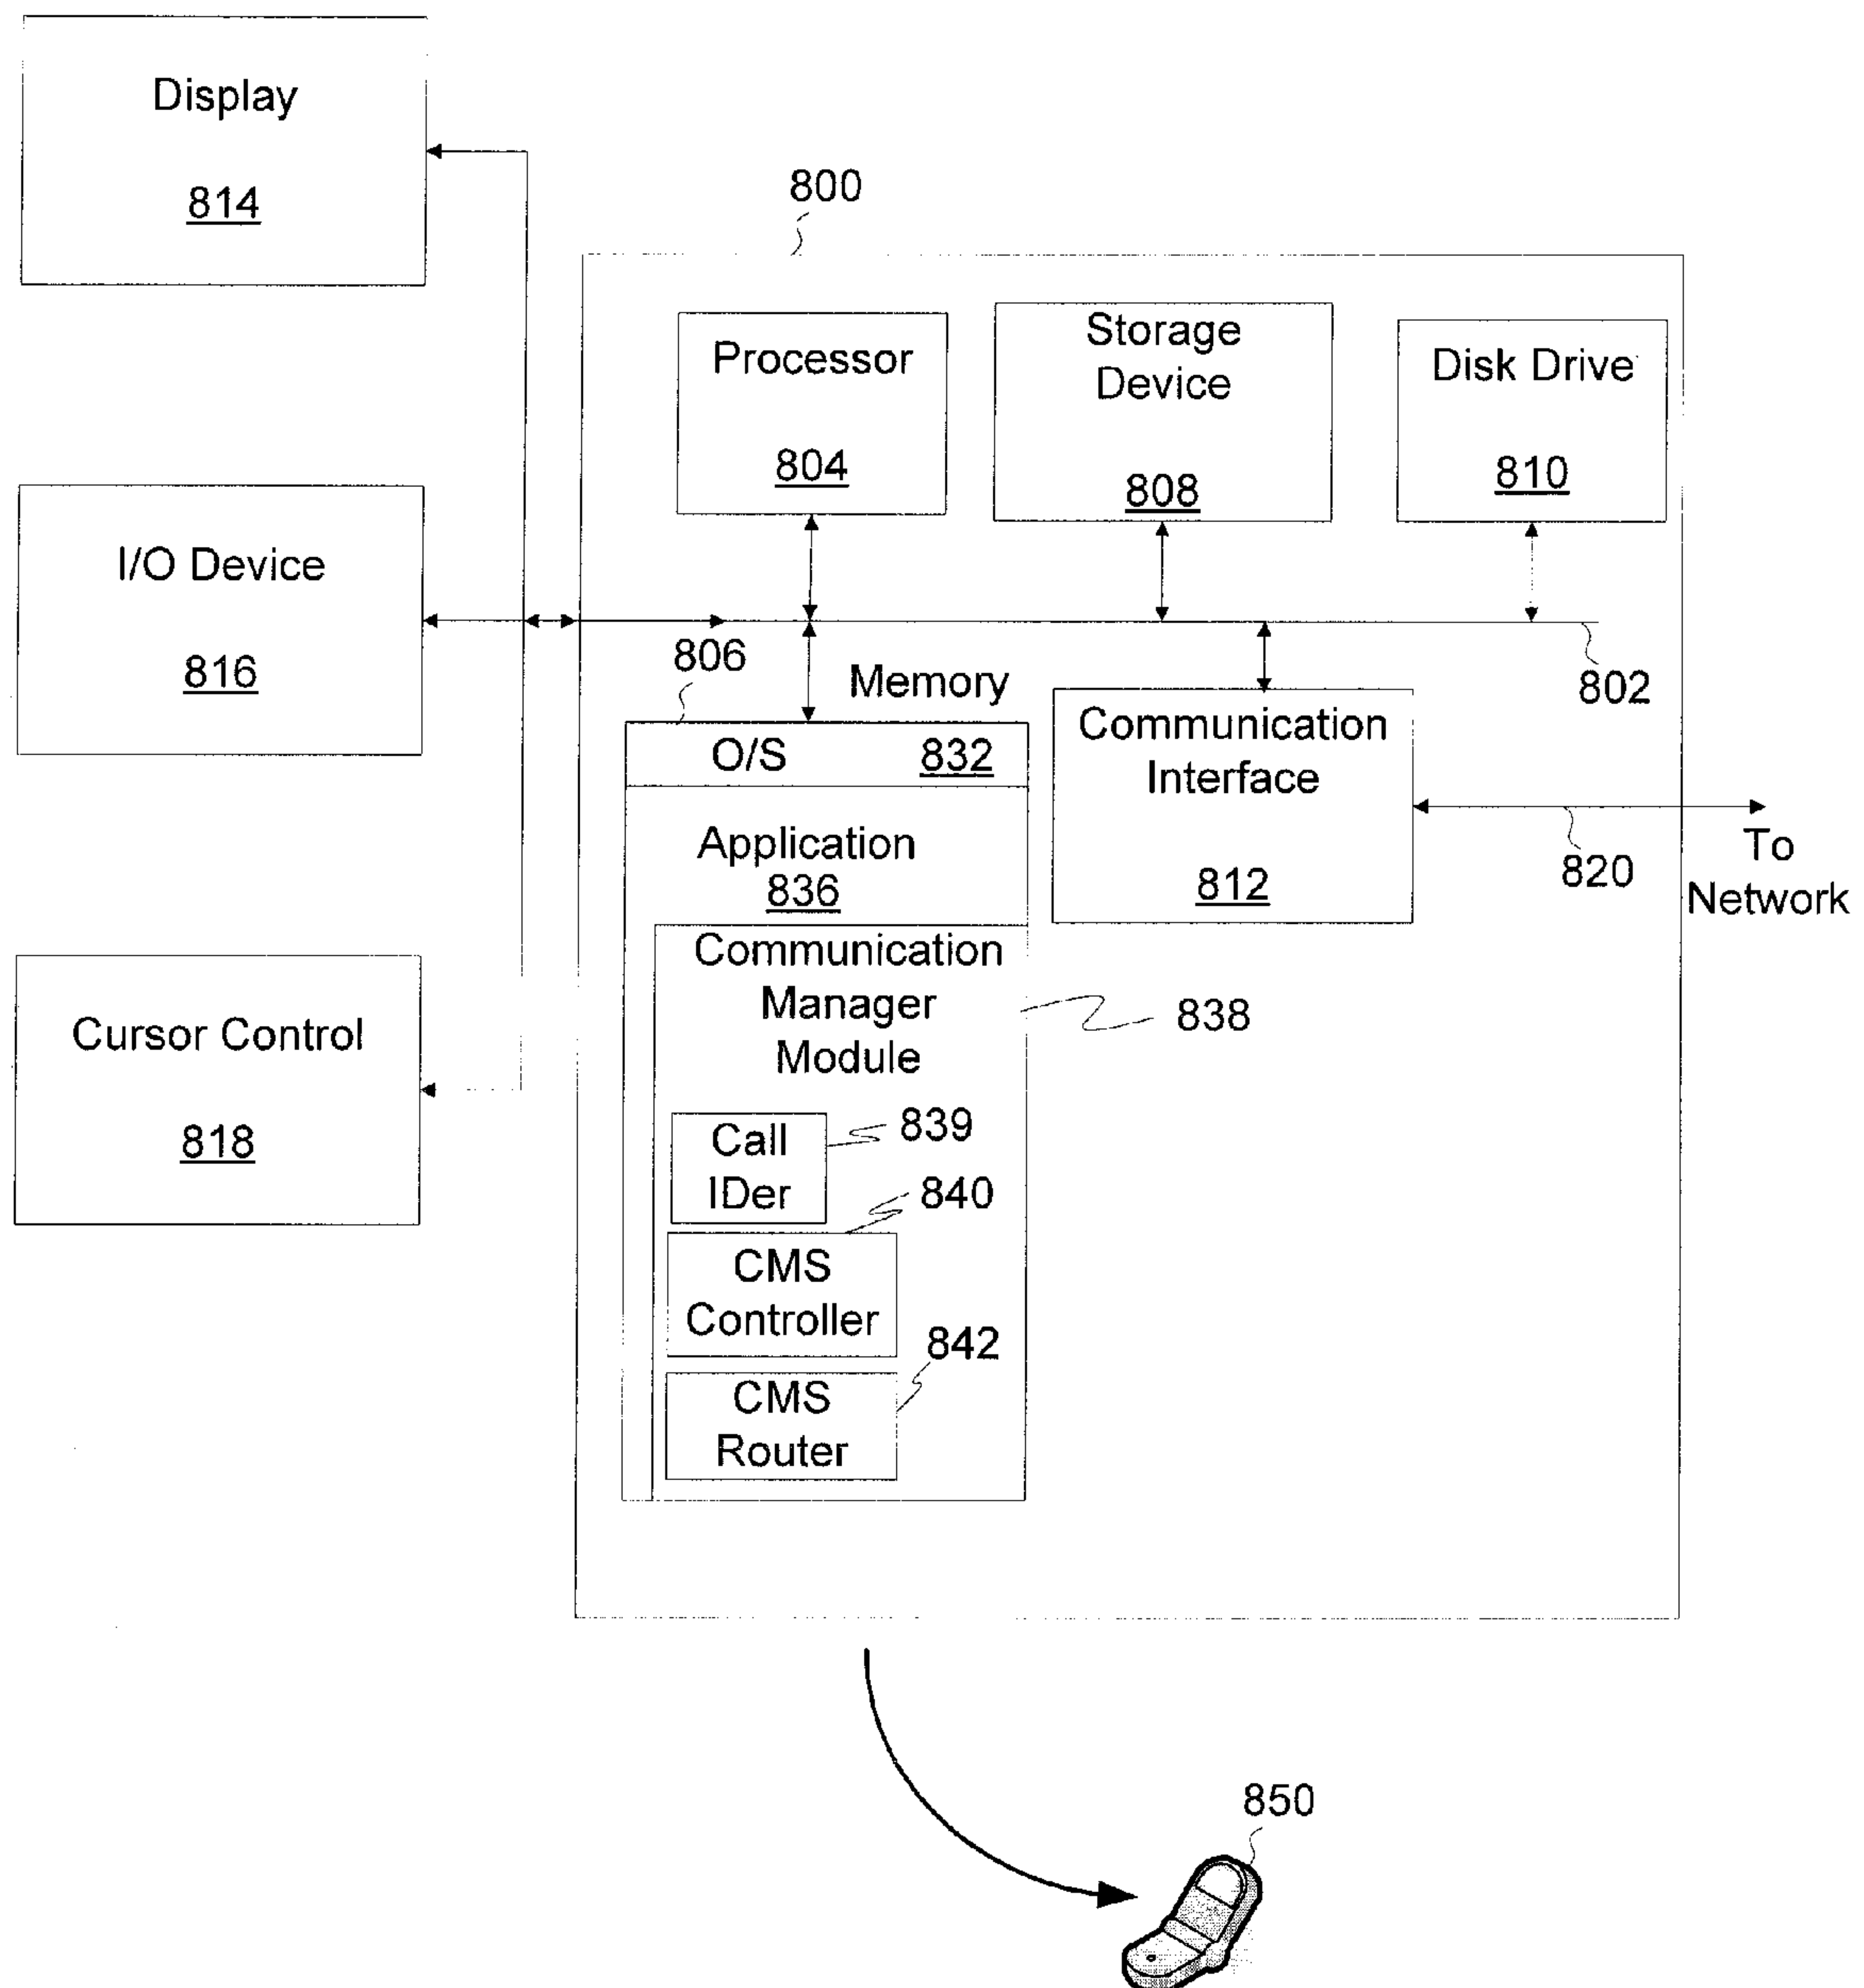 Display
814
800
Processor
804
Storage
Device
808
Disk Drive
810
I/O Device
816
806
Memory
802
O/S 832
Application
836
Communication
Interface
812
820
To
Network
Communication
Manager
Module
838
Cursor Control
818
Call
IDer
839
840
CMS
Controller
842
CMS
Router
850